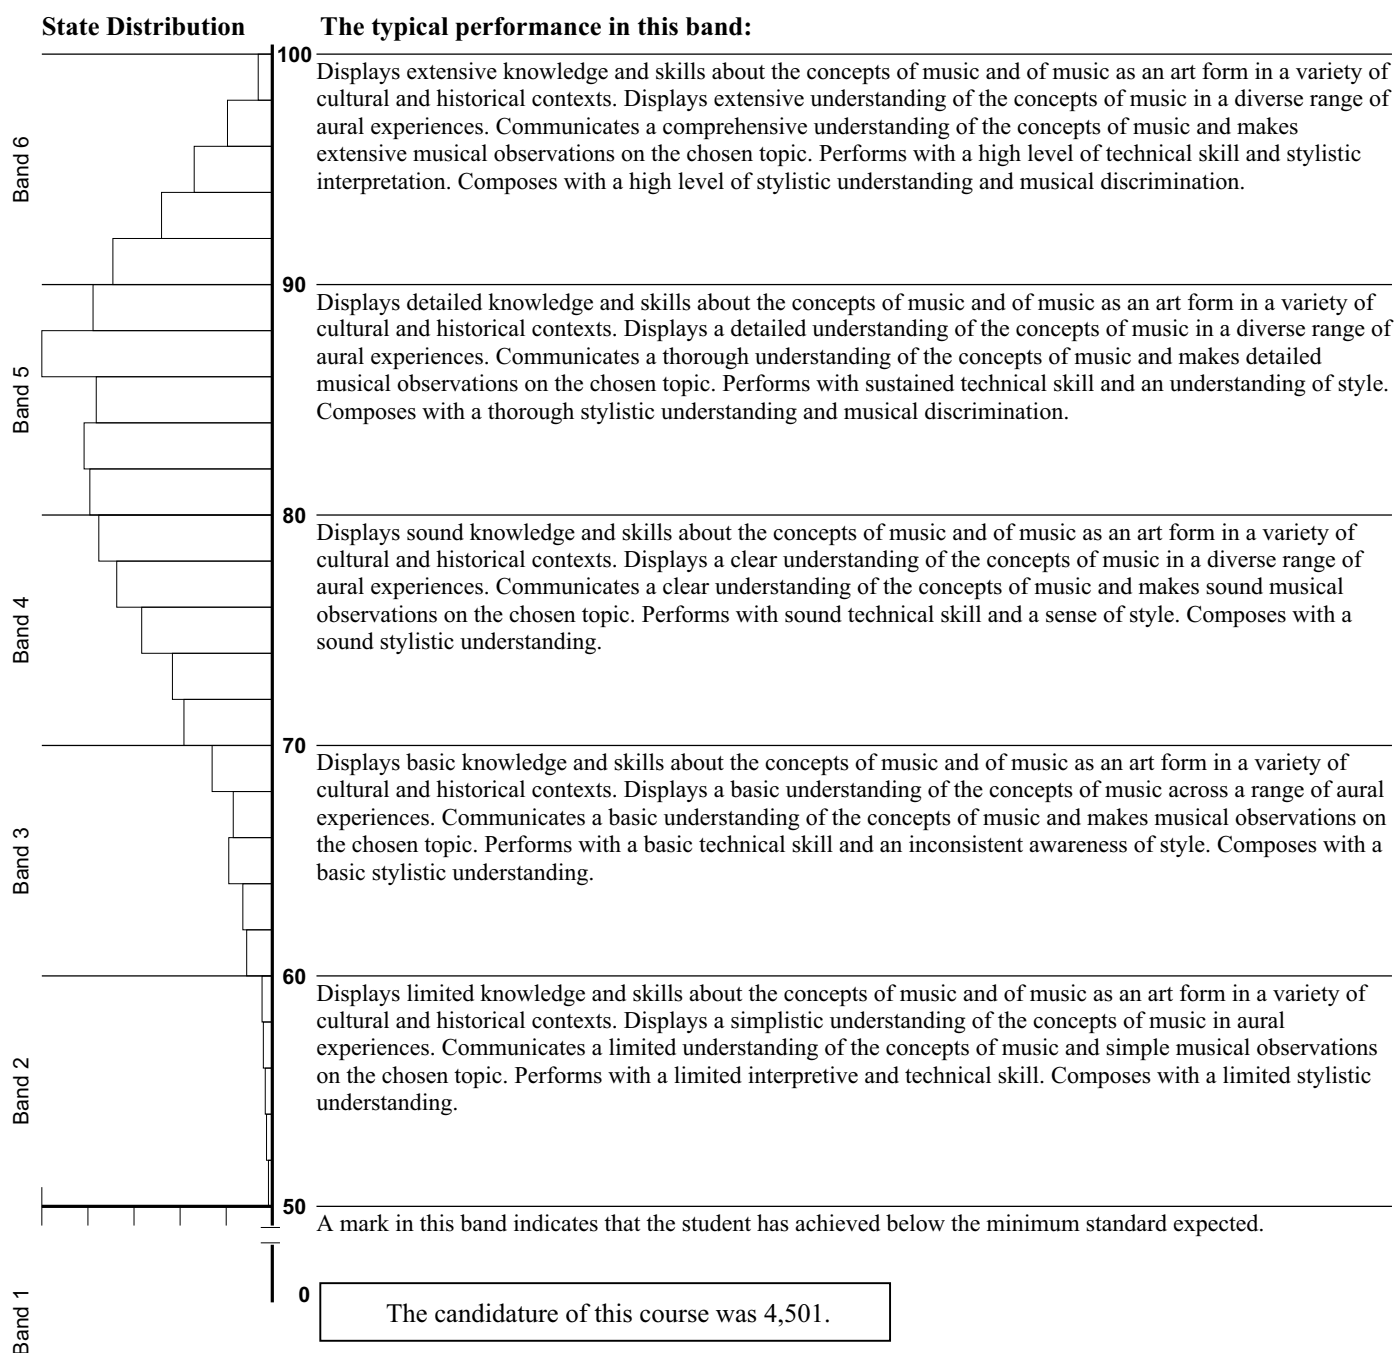 State Distribution
The typical performance in this band:
100
Displays extensive knowledge and skills about the concepts of music and of music as an art form in a variety of
cultural and historical contexts. Displays extensive understanding of the concepts of music in a diverse range of
aural experiences. Communicates a comprehensive understanding of the concepts of music and makes
extensive musical observations on the chosen topic. Performs with a high level of technical skill and stylistic
interpretation. Composes with a high level of stylistic understanding and musical discrimination.
Band 6
90
Displays detailed knowledge and skills about the concepts of music and of music as an art form in a variety of
cultural and historical contexts. Displays a detailed understanding of the concepts of music in a diverse range of
aural experiences. Communicates a thorough understanding of the concepts of music and makes detailed
musical observations on the chosen topic. Performs with sustained technical skill and an understanding of style.
Composes with a thorough stylistic understanding and musical discrimination.
Band 5
80
Displays sound knowledge and skills about the concepts of music and of music as an art form in a variety of
cultural and historical contexts. Displays a clear understanding of the concepts of music in a diverse range of
aural experiences. Communicates a clear understanding of the concepts of music and makes sound musical
observations on the chosen topic. Performs with sound technical skill and a sense of style. Composes with a
sound stylistic understanding.
Band 4
70
Displays basic knowledge and skills about the concepts of music and of music as an art form in a variety of
cultural and historical contexts. Displays a basic understanding of the concepts of music across a range of aural
experiences. Communicates a basic understanding of the concepts of music and makes musical observations on
the chosen topic. Performs with a basic technical skill and an inconsistent awareness of style. Composes with a
basic stylistic understanding.
Band 3
60
Displays limited knowledge and skills about the concepts of music and of music as an art form in a variety of
cultural and historical contexts. Displays a simplistic understanding of the concepts of music in aural
experiences. Communicates a limited understanding of the concepts of music and simple musical observations
on the chosen topic. Performs with a limited interpretive and technical skill. Composes with a limited stylistic
understanding.
Band 2
50
A mark in this band indicates that the student has achieved below the minimum standard expected.
0
Band 1
The candidature of this course was 4,501.